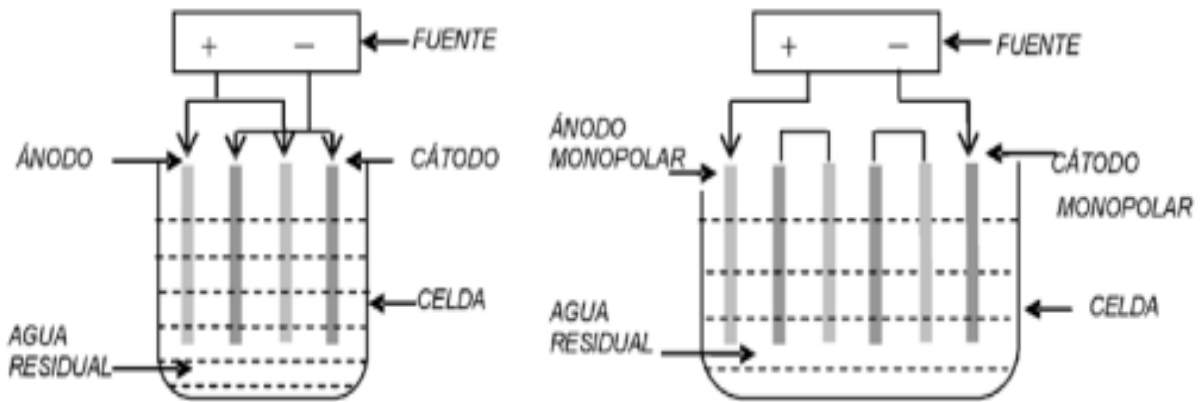 + − FUENTE
ÁNODO
CÁTODO
CELDA
AGUA
RESIDUAL
+ − FUENTE
ÁNODO
MONOPOLAR
CÁTODO
MONOPOLAR
CELDA
AGUA
RESIDUAL